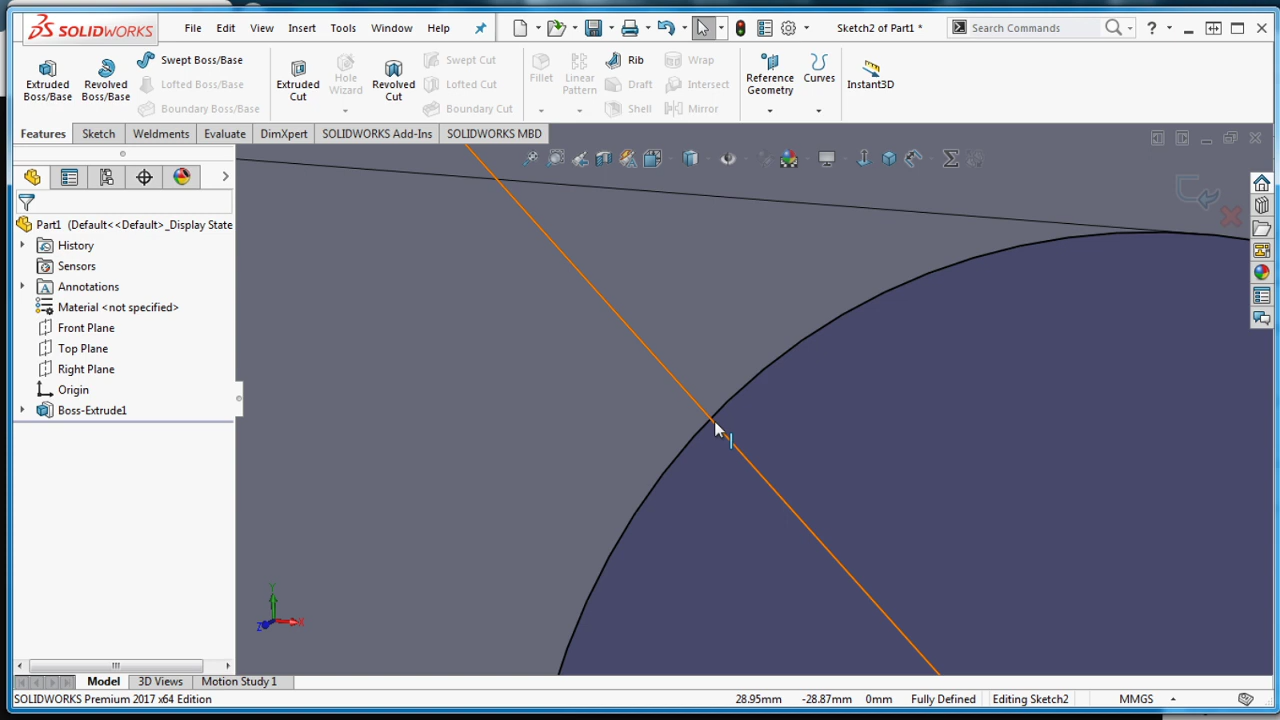 SOLIDWORKS File Edit View Insert Tools Window Help Sketch2 of Part1 * Search Commands ?
Extruded Boss/Base
Revolved Boss/Base
Swept Boss/Base
Lofted Boss/Base
Boundary Boss/Base
Extruded Cut
Hole Wizard
Revolved Cut
Swept Cut
Lofted Cut
Boundary Cut
Fillet
Linear Pattern
Rib
Draft
Shell
Wrap
Intersect
Mirror
Reference Geometry
Curves
Instant3D
Features Sketch Weldments Evaluate DimXpert SOLIDWORKS Add-Ins SOLIDWORKS MBD
Part1 (Default<<Default>_Display State
History
Sensors
Annotations
Material <not specified>
Front Plane
Top Plane
Right Plane
Origin
Boss-Extrude1
Y
Z X
Model 3D Views Motion Study 1
SOLIDWORKS Premium 2017 x64 Edition 28.95mm -28.87mm 0mm Fully Defined Editing Sketch2 MMGS